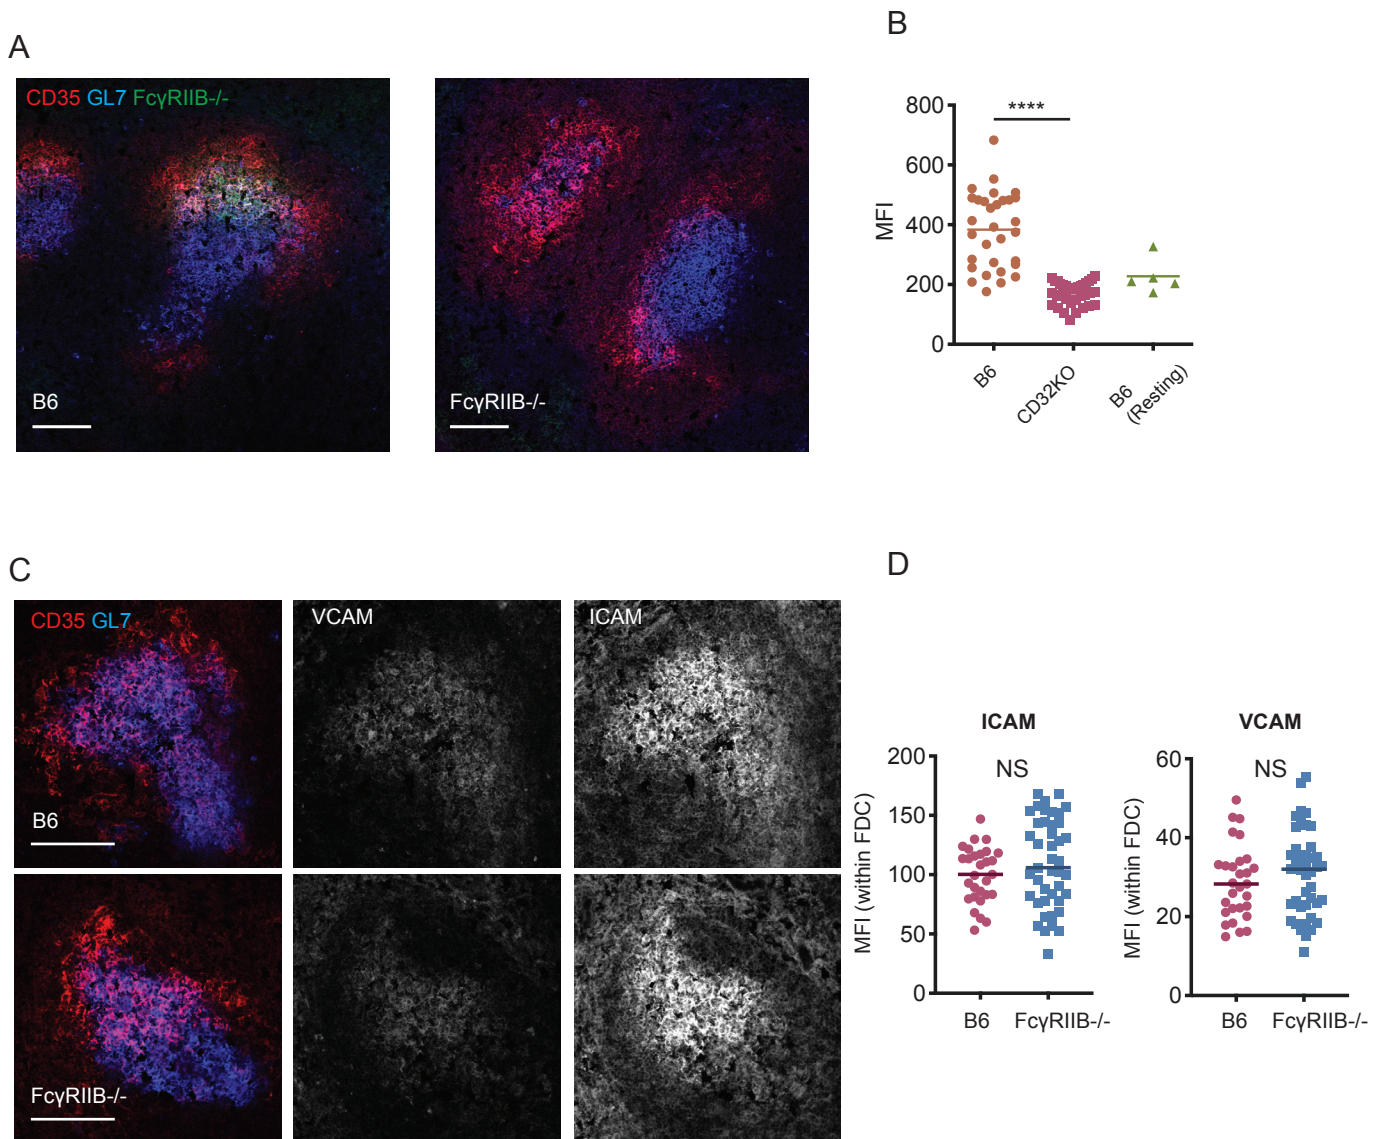 A
CD35 GL7 FcγRIIB-/-
B6
FcγRIIB-/-
B
800
600
400
200
0
MFI
****
B6
CD32KO
B6
(Resting)
C
CD35 GL7
VCAM
ICAM
B6
FcγRIIB-/-
D
ICAM
NS
200
150
100
50
0
MFI (within FDC)
B6 FcγRIIB-/-
VCAM
NS
60
40
20
0
MFI (within FDC)
B6 FcγRIIB-/-